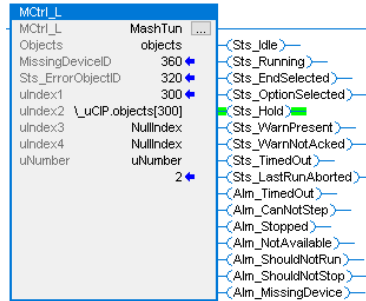 MCtrl_L
MCtrl_L MashTun ...
Objects objects (Sts_Idle)
MissingDeviceID 360 (Sts_Running)
Sts_ErrorObjectID 320 (Sts_EndSelected)
uIndex1 300 (Sts_OptionSelected)
uIndex2 \_uCIP.objects[300] (Sts_Hold)
uIndex3 NullIndex (Sts_WarnPresent)
uIndex4 NullIndex (Sts_WarnNotAcked)
uNumber uNumber (Sts_TimedOut)
2 (Sts_LastRunAborted)
(Alm_TimedOut)
(Alm_CanNotStep)
(Alm_Stopped)
(Alm_NotAvailable)
(Alm_ShouldNotRun)
(Alm_ShouldNotStop)
(Alm_MissingDevice)